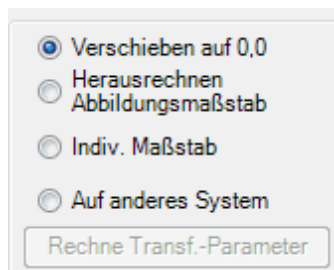 Verschieben auf 0,0
Herausrechnen
Abbildungsmaßstab
Indiv. Maßstab
Auf anderes System
Rechne Transf.-Parameter